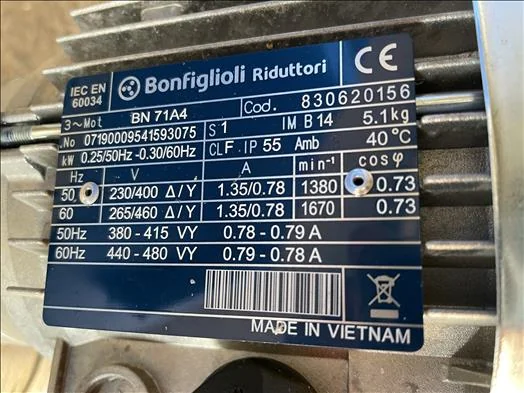 IEC EN
60034
Bonfiglioli Riduttori
CE
3~Mot BN 71A4 Cod. 830620156
No 07190009541593075 S1 IM B14 5.1kg
kW 0.25/50Hz-0.30/60Hz CLF IP 55 Amb 40°C
Hz V A min-1 cosφ
50 230/400 Δ/Y 1.35/0.78 1380 0.73
60 265/460 Δ/Y 1.35/0.78 1670 0.73
50Hz 380 - 415 VY 0.78 - 0.79 A
60Hz 440 - 480 VY 0.79 - 0.78 A
MADE IN VIETNAM